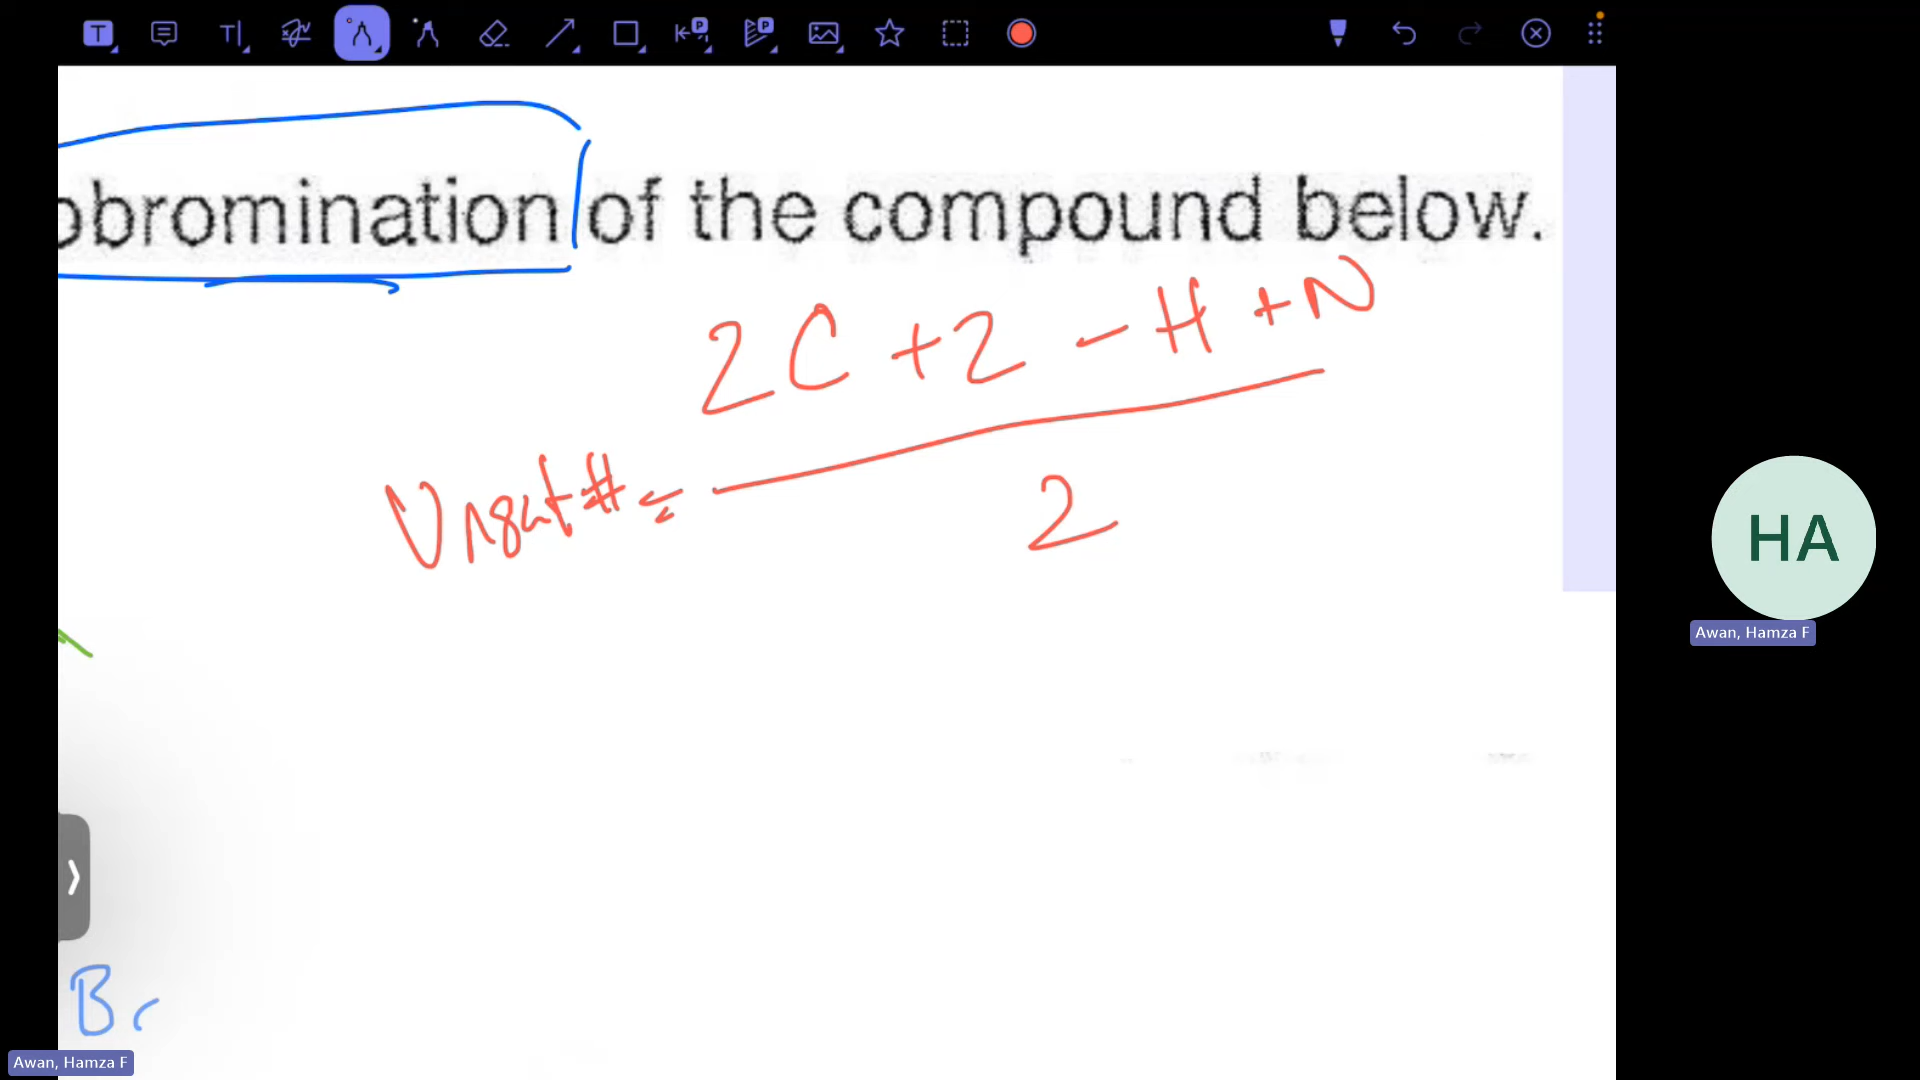 obromination of the compound below.
2C + 2 - H + N
Unsat # =
2
Br
HA
Awan, Hamza F
Awan, Hamza F